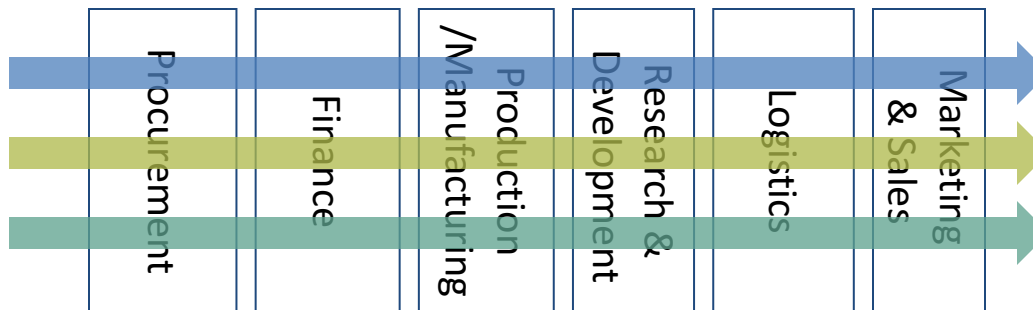 Procurement
Finance
Production
/Manufacturing
Research &
Development
Logistics
Marketing
& Sales